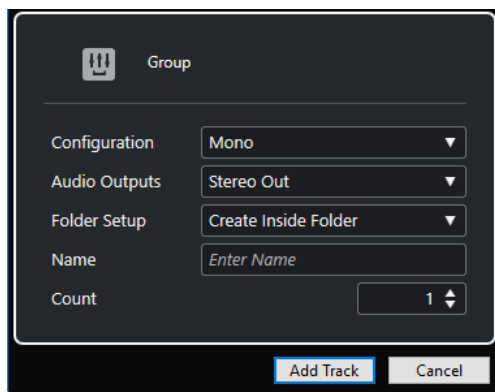 Group
Configuration Mono
Audio Outputs Stereo Out
Folder Setup Create Inside Folder
Name Enter Name
Count 1
Add Track Cancel